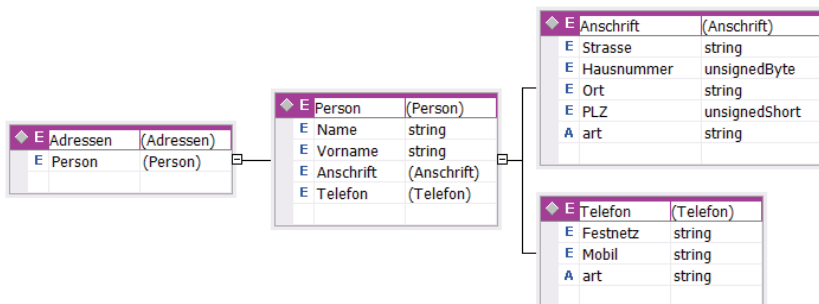 E Adressen (Adressen)
E Person (Person)
E Person (Person)
E Name string
E Vorname string
E Anschrift (Anschrift)
E Telefon (Telefon)
E Anschrift (Anschrift)
E Strasse string
E Hausnummer unsignedByte
E Ort string
E PLZ unsignedShort
A art string
E Telefon (Telefon)
E Festnetz string
E Mobil string
A art string